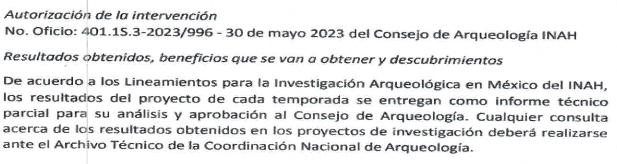 Autorización de la intervención
No. Oficio: 401.1S.3-2023/996 - 30 de mayo 2023 del Consejo de Arqueología INAH
Resultados obtenidos, beneficios que se van a obtener y descubrimientos
De acuerdo a los Lineamientos para la Investigación Arqueológica en México del INAH,
los resultados del proyecto de cada temporada se entregan como informe técnico
parcial para su análisis y aprobación al Consejo de Arqueología. Cualquier consulta
acerca de los resultados obtenidos en los proyectos de investigación deberá realizarse
ante el Archivo Técnico de la Coordinación Nacional de Arqueología.